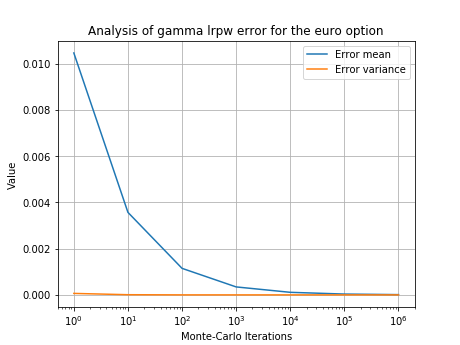 Analysis of gamma lrpw error for the euro option
Error mean
Error variance
0.010
0.008
0.006
0.004
0.002
0.000
Value
10⁰ 10¹ 10² 10³ 10⁴ 10⁵ 10⁶
Monte-Carlo Iterations